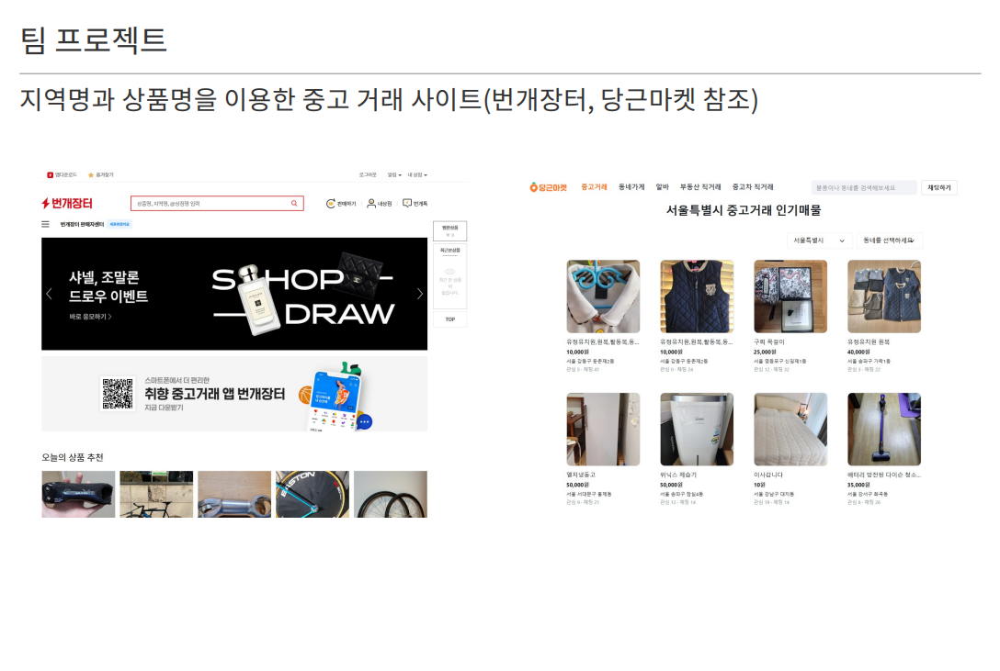 팀 프로젝트
지역명과 상품명을 이용한 중고 거래 사이트(번개장터, 당근마켓 참조)
앱다운로드 즐겨찾기
로그아웃 알림 내 상점
번개장터
상품명, 지역명, @상점명 입력
판매하기 내상점 번개톡
번개장터 판매자센터
찜한상품
최근본상품
최근 본 상품
이
없습니다.
TOP
샤넬, 조말론
드로우 이벤트
바로 응모하기
SHOP
DRAW
스마트폰에서 더 편리한
취향 중고거래 앱 번개장터
지금 다운받기
오늘의 상품 추천
EASTON
당근마켓 중고거래 동네가게 알바 부동산 직거래 중고차 직거래
물품이나 동네를 검색해보세요 채팅하기
서울특별시 중고거래 인기매물
서울특별시 동네를 선택하세요
유정유치원,원복,활동복,동...
10,000원
서울 강동구 둔촌제2동
관심 5 · 채팅 41
유정유치원,원복,활동복,동...
10,000원
서울 강동구 둔촌제2동
구찌 목걸이
25,000원
서울 영등포구 신길제1동
관심 12 · 채팅 32
유정유치원 원복
40,000원
서울 송파구 가락1동
관심 3 · 채팅 22
엘지냉동고
50,000원
서울 서대문구 홍제동
관심 9 · 채팅 21
위닉스 제습기
50,000원
서울 송파구 잠실4동
관심 12 · 채팅 14
이사갑니다
10원
서울 강남구 대치동
관심 19 · 채팅 14
배터리 방전된 다이슨 청소...
35,000원
서울 강서구 화곡동
관심 8 · 채팅 26